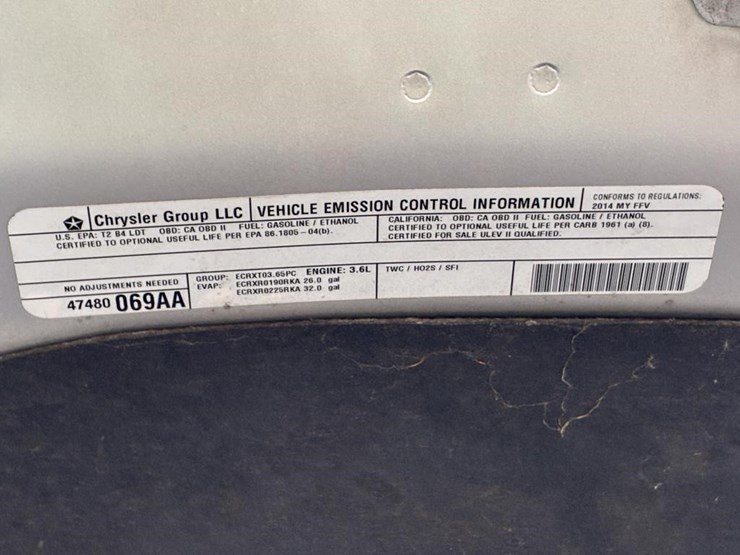 Chrysler Group LLC
VEHICLE EMISSION CONTROL INFORMATION
CONFORMS TO REGULATIONS:
2014 MY FFV
U.S. EPA: T2 B4 LDT OBD: CA OBD II FUEL: GASOLINE / ETHANOL
CERTIFIED TO OPTIONAL USEFUL LIFE PER EPA 86.1805-04(b).
CALIFORNIA: OBD: CA OBD II FUEL: GASOLINE / ETHANOL
CERTIFIED TO OPTIONAL USEFUL LIFE PER CARB 1961 (a) (8).
CERTIFIED FOR SALE ULEV II QUALIFIED.
NO ADJUSTMENTS NEEDED
47480 069AA
GROUP: ECRXT03.65PC ENGINE: 3.6L
EVAP: ECRXR0190RKA 26.0 gal
ECRXR0225RKA 32.0 gal
TWC / HO2S / SFI